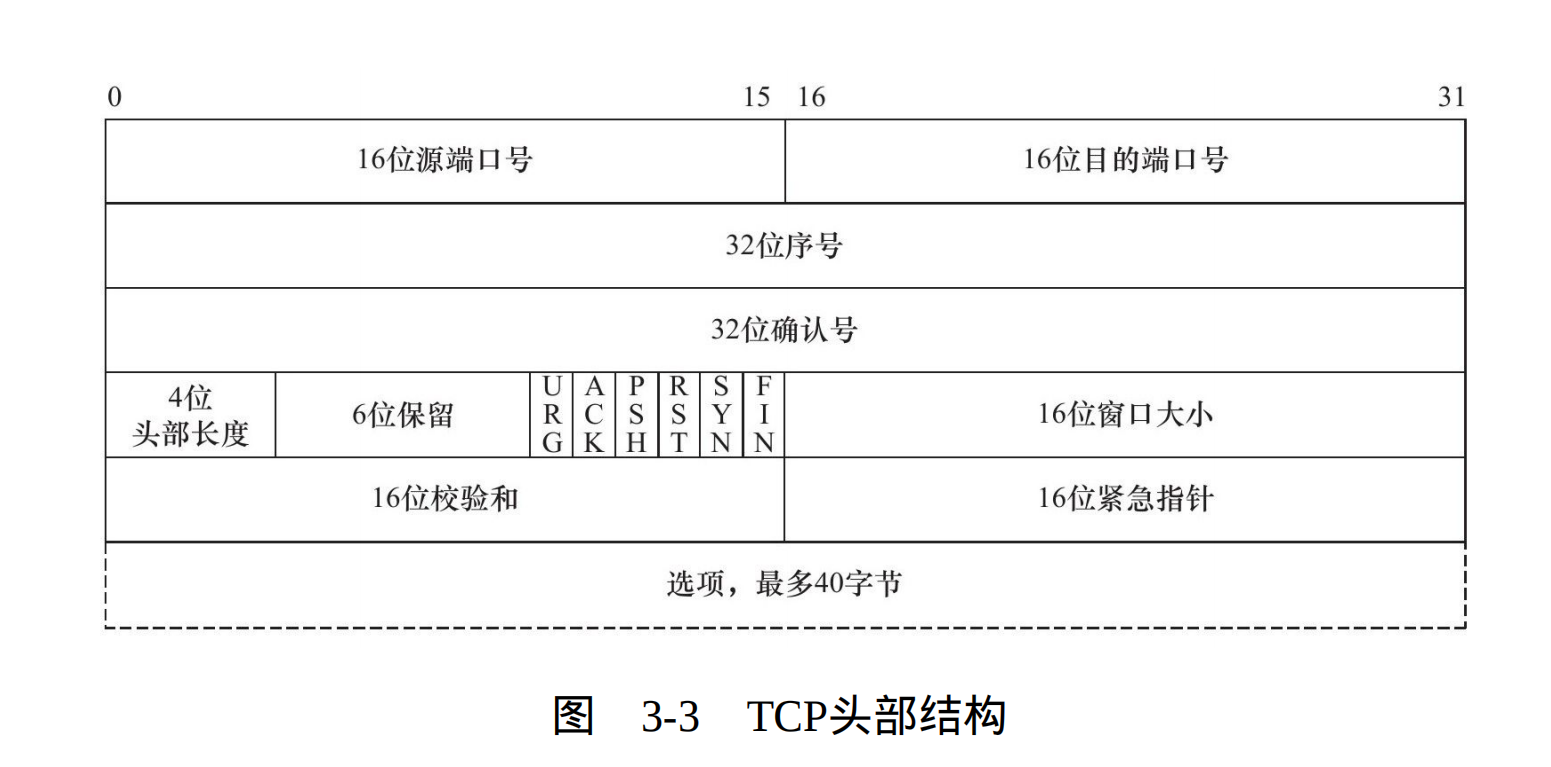 0 15 16 31
16位源端口号 16位目的端口号
32位序号
32位确认号
4位
头部长度
6位保留
URG
ACK
PSH
RST
SYN
FIN
16位窗口大小
16位校验和 16位紧急指针
选项，最多40字节
图 3-3 TCP头部结构